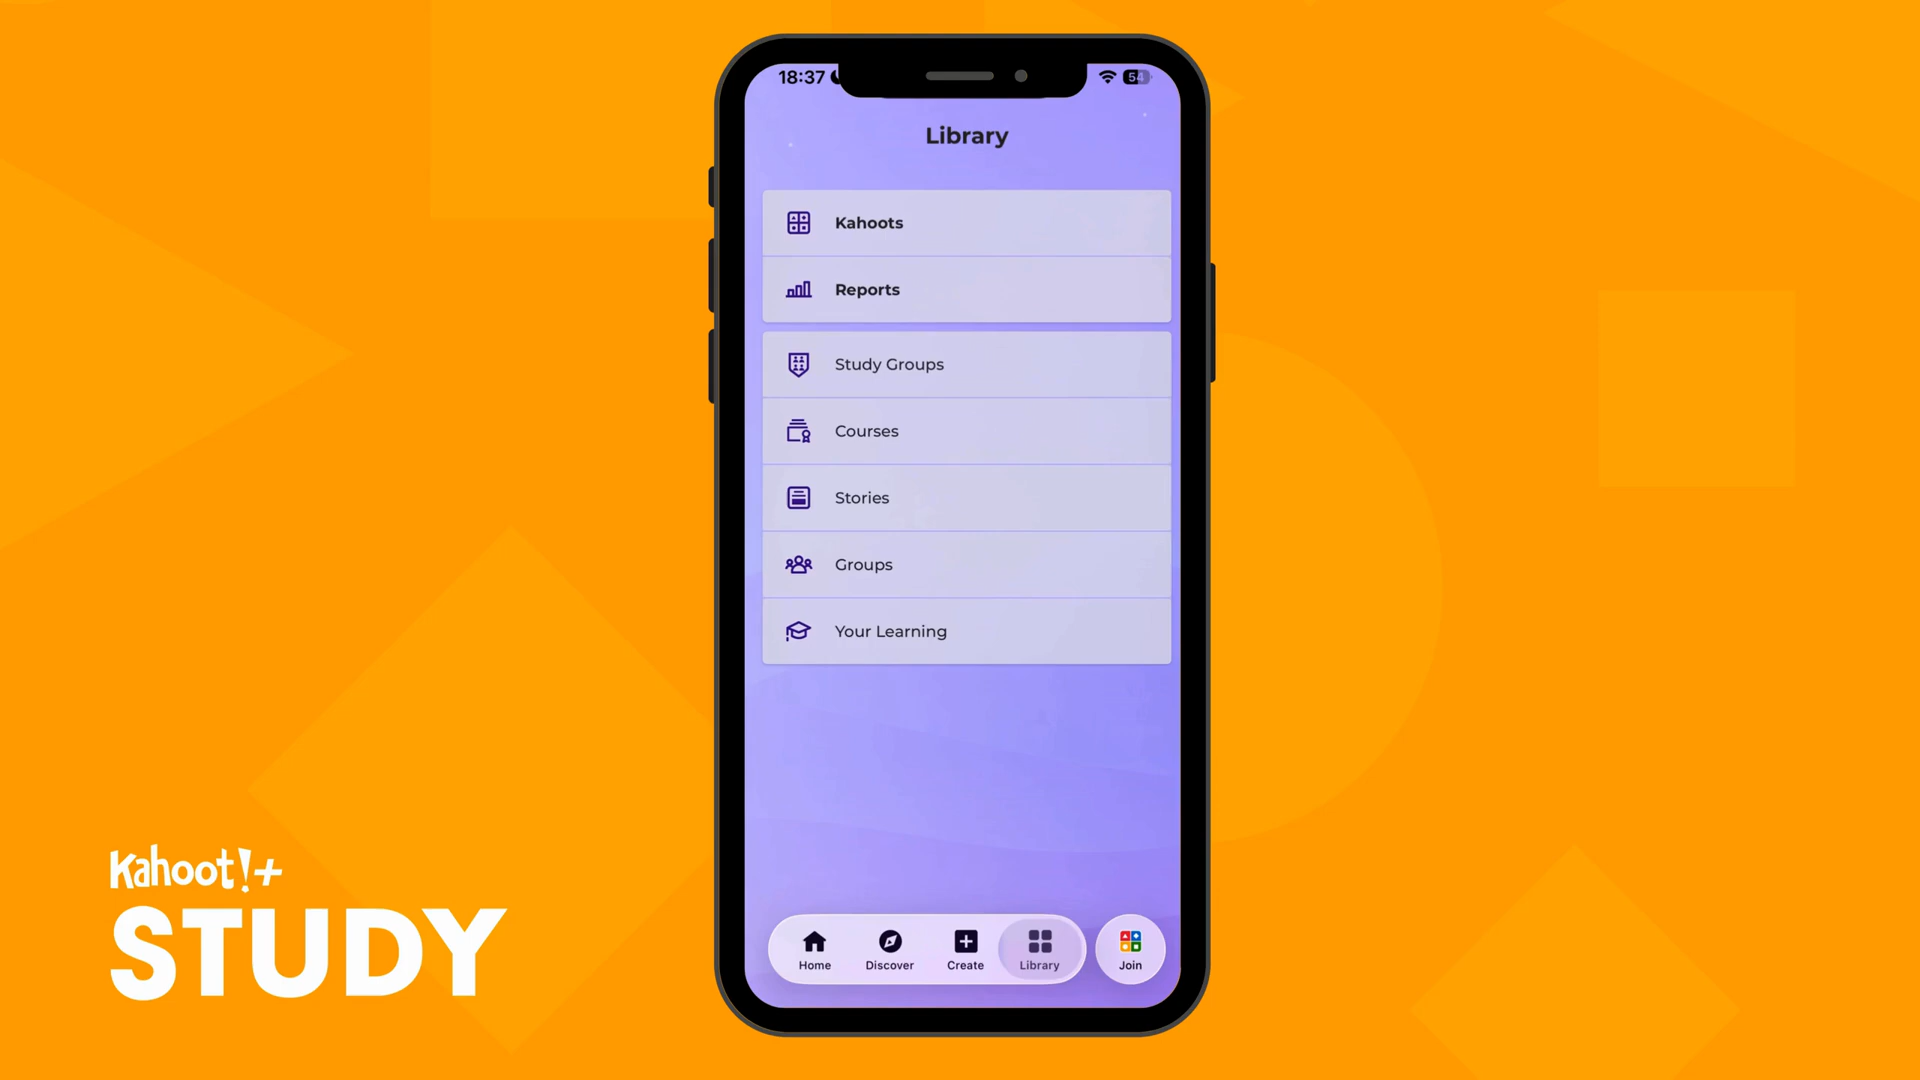 18:37
54
Library
Kahoots
Reports
Study Groups
Courses
Stories
Groups
Your Learning
Home
Discover
Create
Library
Join
Kahoot!+
STUDY